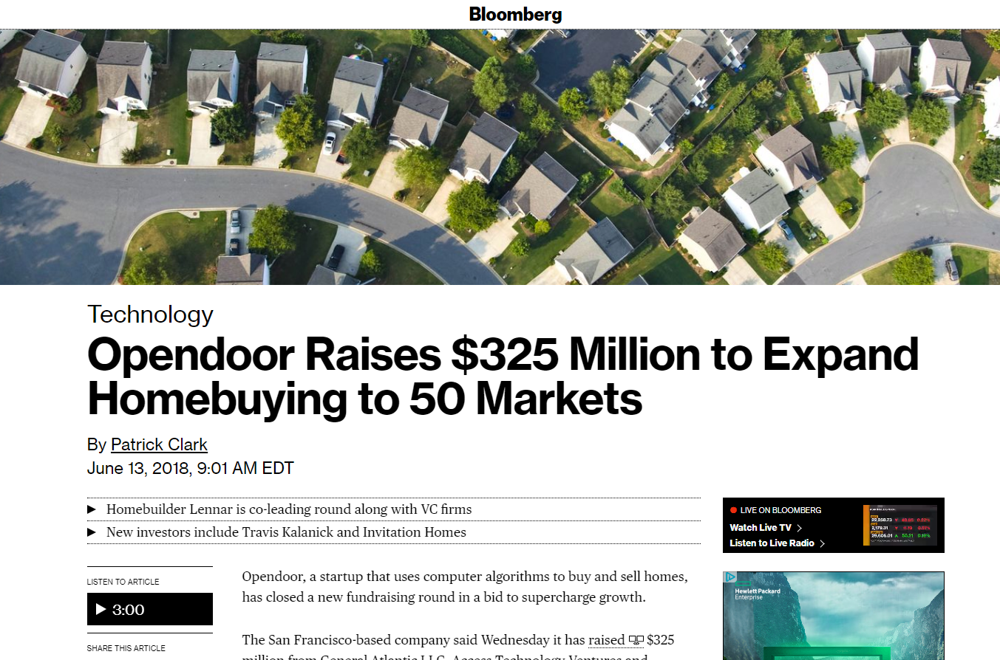 Bloomberg
Technology
Opendoor Raises $325 Million to Expand
Homebuying to 50 Markets
By Patrick Clark
June 13, 2018, 9:01 AM EDT
Homebuilder Lennar is co-leading round along with VC firms
New investors include Travis Kalanick and Invitation Homes
LIVE ON BLOOMBERG
Watch Live TV
Listen to Live Radio
LISTEN TO ARTICLE
3:00
SHARE THIS ARTICLE
Opendoor, a startup that uses computer algorithms to buy and sell homes,
has closed a new fundraising round in a bid to supercharge growth.
The San Francisco-based company said Wednesday it has raised $325
million from General Atlantic LLC, Access Technology Ventures and
Hewlett Packard
Enterprise